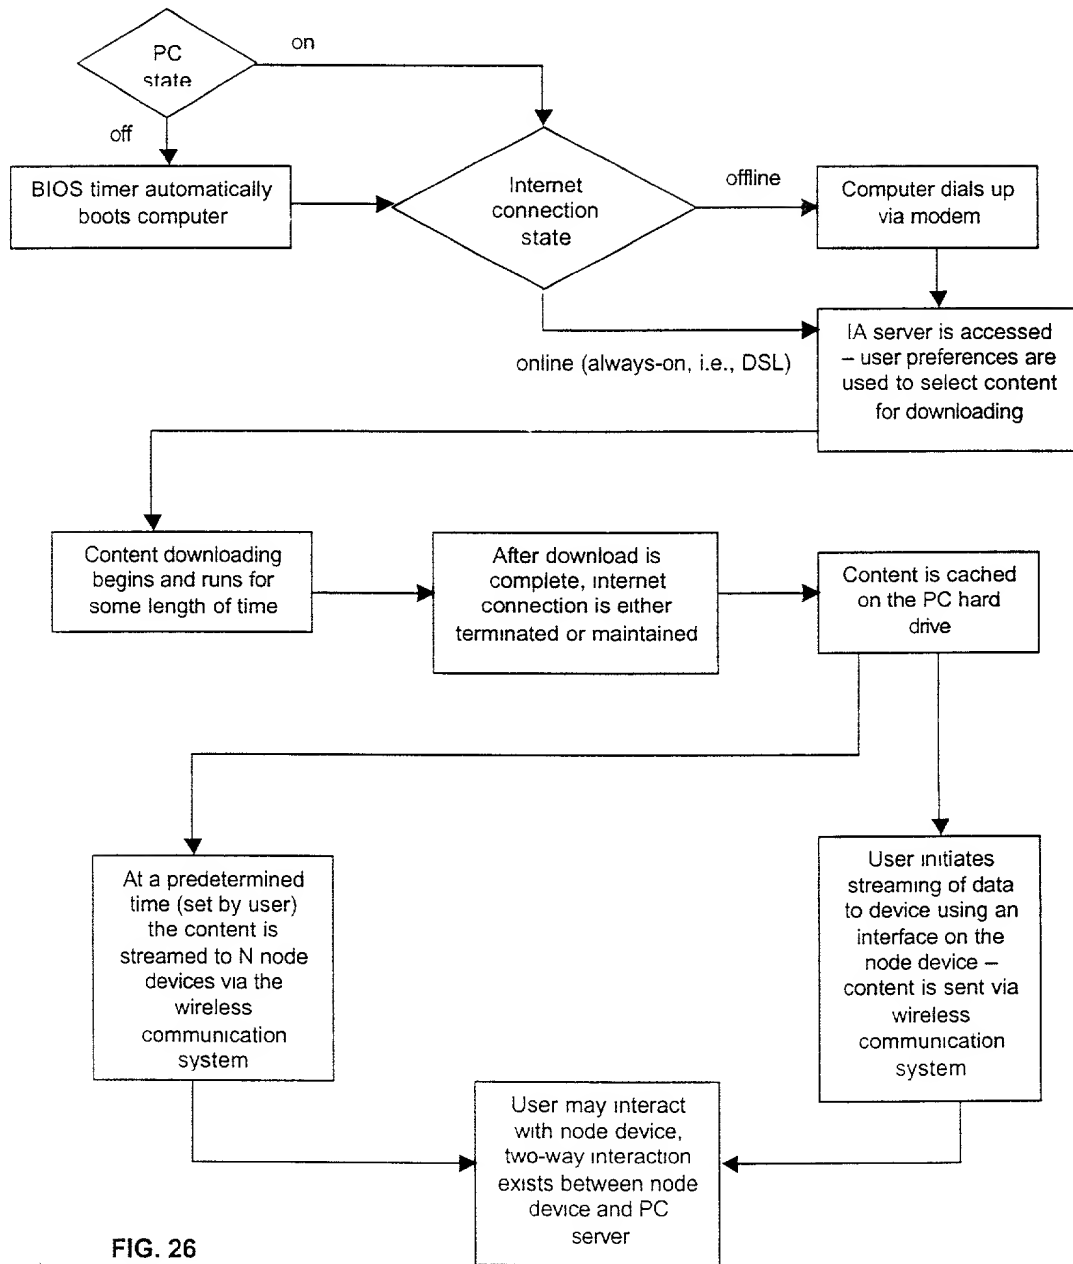 PC
state
on
off
BIOS timer automatically
boots computer
Internet
connection
state
offline
Computer dials up
via modem
online (always-on, i.e., DSL)
IA server is accessed
– user preferences are
used to select content
for downloading
Content downloading
begins and runs for
some length of time
After download is
complete, internet
connection is either
terminated or maintained
Content is cached
on the PC hard
drive
At a predetermined
time (set by user)
the content is
streamed to N node
devices via the
wireless
communication
system
User initiates
streaming of data
to device using an
interface on the
node device –
content is sent via
wireless
communication
system
User may interact
with node device,
two-way interaction
exists between node
device and PC
server
FIG. 26